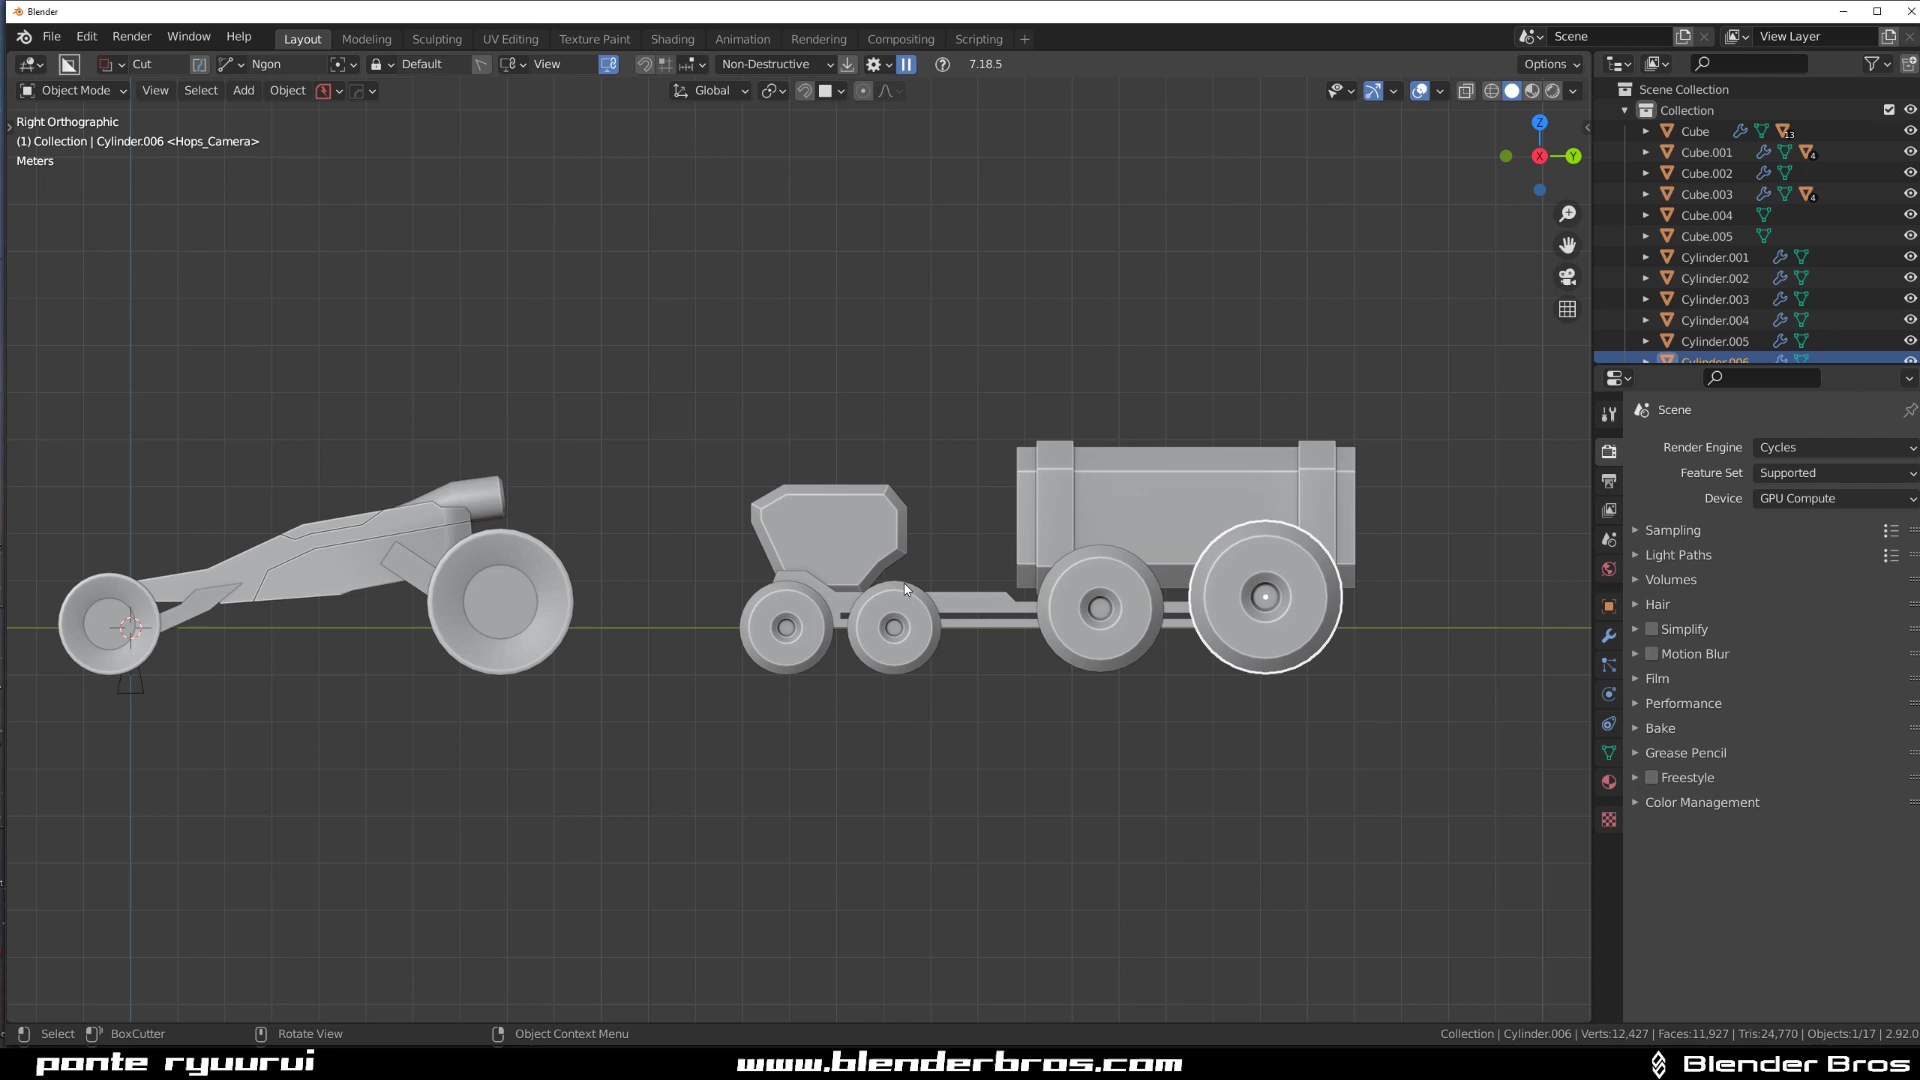 Blender
File Edit Render Window Help Layout Modeling Sculpting UV Editing Texture Paint Shading Animation Rendering Compositing Scripting + Scene View Layer
Cut Ngon Default View Non-Destructive 7.18.5 Options
Object Mode View Select Add Object Global
Right Orthographic
(1) Collection | Cylinder.006 <Hops_Camera>
Meters
Z
X
Y
Scene Collection
Collection
Cube 13
Cube.001 4
Cube.002
Cube.003 4
Cube.004
Cube.005
Cylinder.001
Cylinder.002
Cylinder.003
Cylinder.004
Cylinder.005
Cylinder.006
Scene
Render Engine Cycles
Feature Set Supported
Device GPU Compute
Sampling
Light Paths
Volumes
Hair
Simplify
Motion Blur
Film
Performance
Bake
Grease Pencil
Freestyle
Color Management
Select BoxCutter Rotate View Object Context Menu Collection | Cylinder.006 | Verts:12,427 | Faces:11,927 | Tris:24,770 | Objects:1/17 | 2.92.0
ponte ryuurui www.blenderbros.com Blender Bros